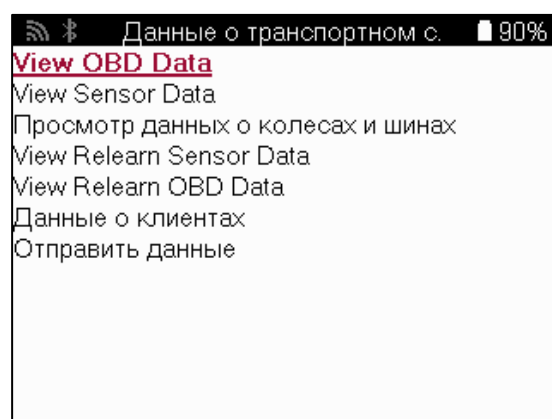 Данные о транспортном с. 90%
View OBD Data
View Sensor Data
Просмотр данных о колесах и шинах
View Relearn Sensor Data
View Relearn OBD Data
Данные о клиентах
Отправить данные